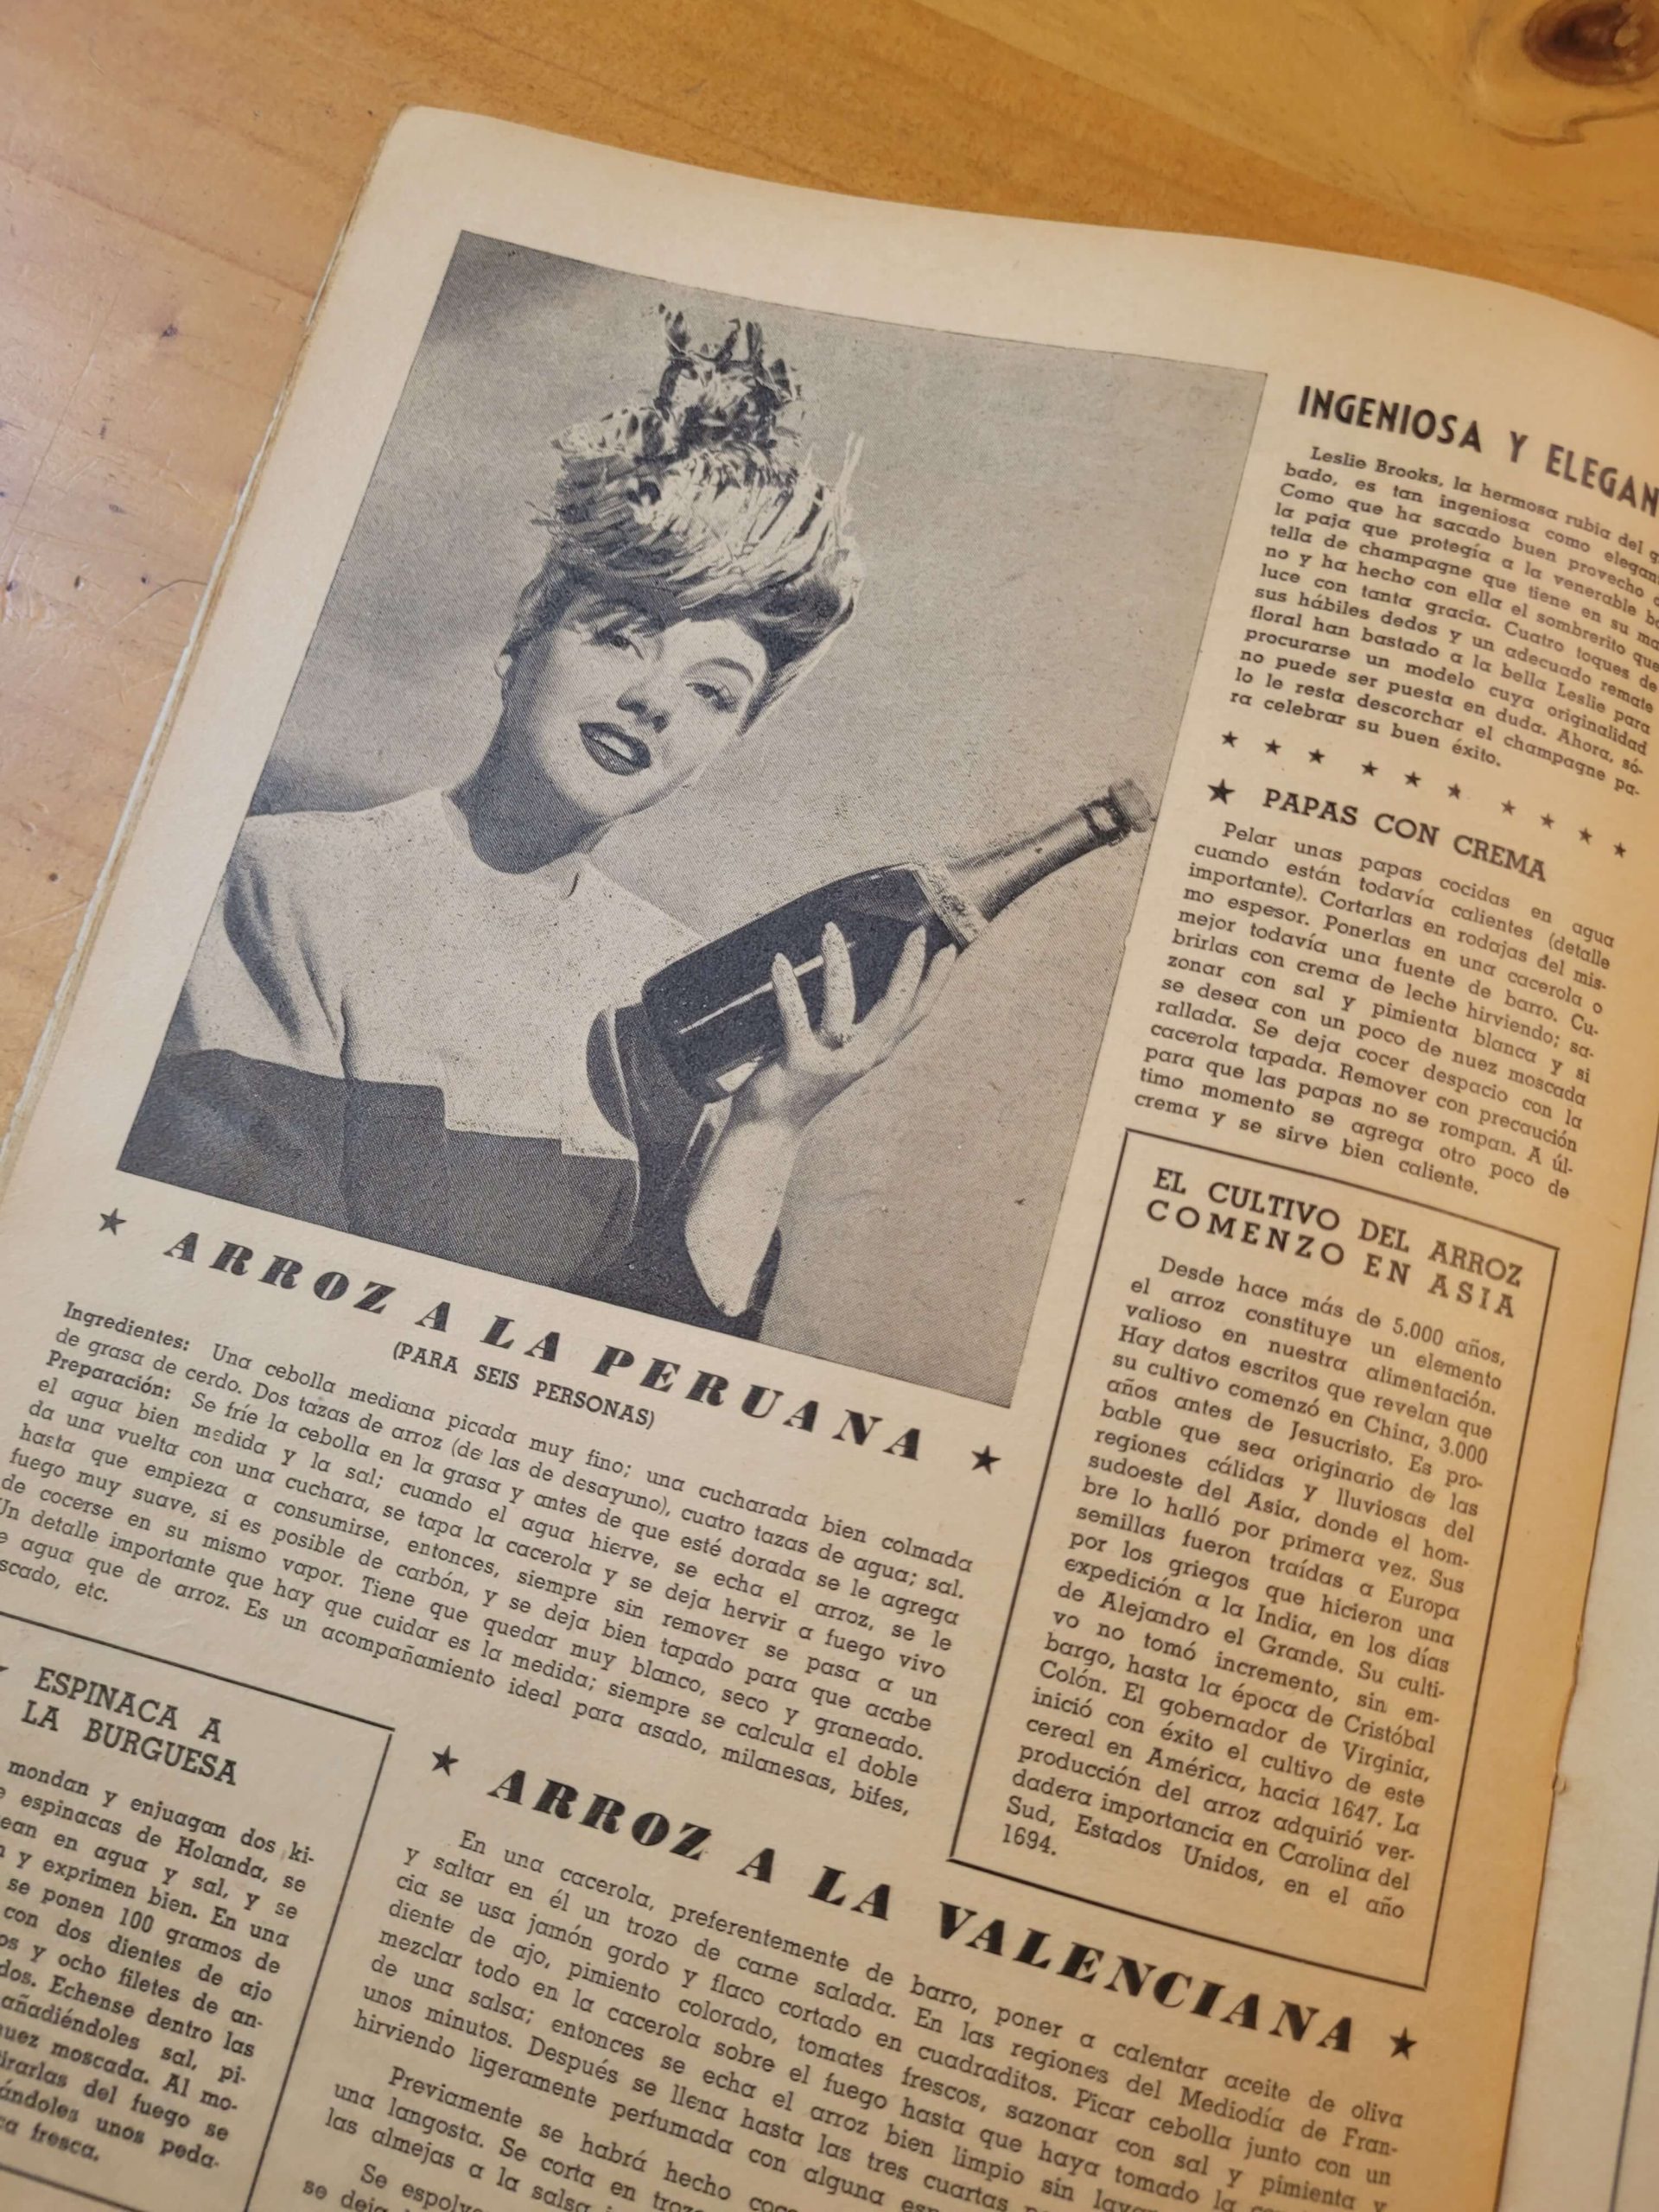 INGENIOSA Y ELEGAN
Leslie Brooks, la hermosa rubia del
bado, es tan ingeniosa como elegan
Como que ha sacado buen provecho
la paja que protegía a la venerable
tella de champagne que tiene en su
no y ha hecho con ella el sombrerito que
luce con tanta gracia. Cuatro toques de
sus hábiles dedos y un adecuado remate
floral han bastado a la bella Leslie para
procurarse un modelo cuya originalidad
no puede ser puesta en duda. Ahora, só-
lo le resta descorchar el champagne pa-
ra celebrar su buen éxito.
★ ★ ★ ★ ★ ★ ★ ★ ★ ★
★ PAPAS CON CREMA
Pelar unas papas cocidas en agua
cuando están todavía calientes (detalle
importante). Cortarlas en rodajas del mis-
mo espesor. Ponerlas en una cacerola o
mejor todavía una fuente de barro. Cu-
brirlas con crema de leche hirviendo; sa-
zonar con sal y pimienta blanca y si
se desea con un poco de nuez moscada
rallada. Se deja cocer despacio con la
cacerola tapada. Remover con precaución
para que las papas no se rompan. A úl-
timo momento se agrega otro poco de
crema y se sirve bien caliente.
EL CULTIVO DEL ARROZ
COMENZO EN ASIA
Desde hace más de 5.000 años,
el arroz constituye un elemento
valioso en nuestra alimentación.
Hay datos escritos que revelan que
su cultivo comenzó en China, 3.000
años antes de Jesucristo. Es pro-
bable que sea originario de las
regiones cálidas y lluviosas del
sudoeste del Asia, donde el hom-
bre lo halló por primera vez. Sus
semillas fueron traídas a Europa
por los griegos que hicieron una
expedición a la India, en los días
de Alejandro el Grande. Su culti-
vo no tomó incremento, sin em-
bargo, hasta la época de Cristóbal
Colón. El gobernador de Virginia,
inició con éxito el cultivo de este
cereal en América, hacia 1647. La
producción del arroz adquirió ver-
dadera importancia en Carolina del
Sud, Estados Unidos, en el año
1694.
★ ARROZ A LA PERUANA ★
(PARA SEIS PERSONAS)
Ingredientes: Una cebolla mediana picada muy fino; una cucharada bien colmada
de grasa de cerdo. Dos tazas de arroz (de las de desayuno), cuatro tazas de agua; sal.
Preparación: Se fríe la cebolla en la grasa y antes de que esté dorada se le agrega
el agua bien medida y la sal; cuando el agua hierve, se echa el arroz, se le
da una vuelta con una cuchara, se tapa la cacerola y se deja hervir a fuego vivo
hasta que empieza a consumirse, entonces, siempre sin remover se pasa a un
fuego muy suave, si es posible de carbón, y se deja bien tapado para que acabe
de cocerse en su mismo vapor. Tiene que quedar muy blanco, seco y graneado.
Un detalle importante que hay que cuidar es la medida; siempre se calcula el doble
e agua que de arroz. Es un acompañamiento ideal para asado, milanesas, bifes,
scado, etc.
ESPINACA A
LA BURGUESA
mondan y enjuagan dos ki-
espinacas de Holanda, se
ean en agua y sal, y se
n y exprimen bien. En una
se ponen 100 gramos de
con dos dientes de ajo
os y ocho filetes de an-
dos. Echense dentro las
añadiéndoles sal, pi-
nuez moscada. Al mo-
tirarlas del fuego se
ándoles unos peda-
ca fresca.
★ ARROZ A LA VALENCIANA ★
En una cacerola, preferentemente de barro, poner a calentar aceite de oliva
y saltar en él un trozo de carne salada. En las regiones del Mediodía de Fran-
cia se usa jamón gordo y flaco cortado en cuadraditos. Picar cebolla junto con un
diente de ajo, pimiento colorado, tomates frescos, sazonar con sal y pimienta y
mezclar todo en la cacerola sobre el fuego hasta que haya tomado la
de una salsa; entonces se echa el arroz bien limpio sin lavar
unos minutos. Después se llena hasta las tres cuartas
hirviendo ligeramente perfumada con alguna
Previamente se habrá hecho
una langosta. Se corta en
las almejas a la salsa
Se
se